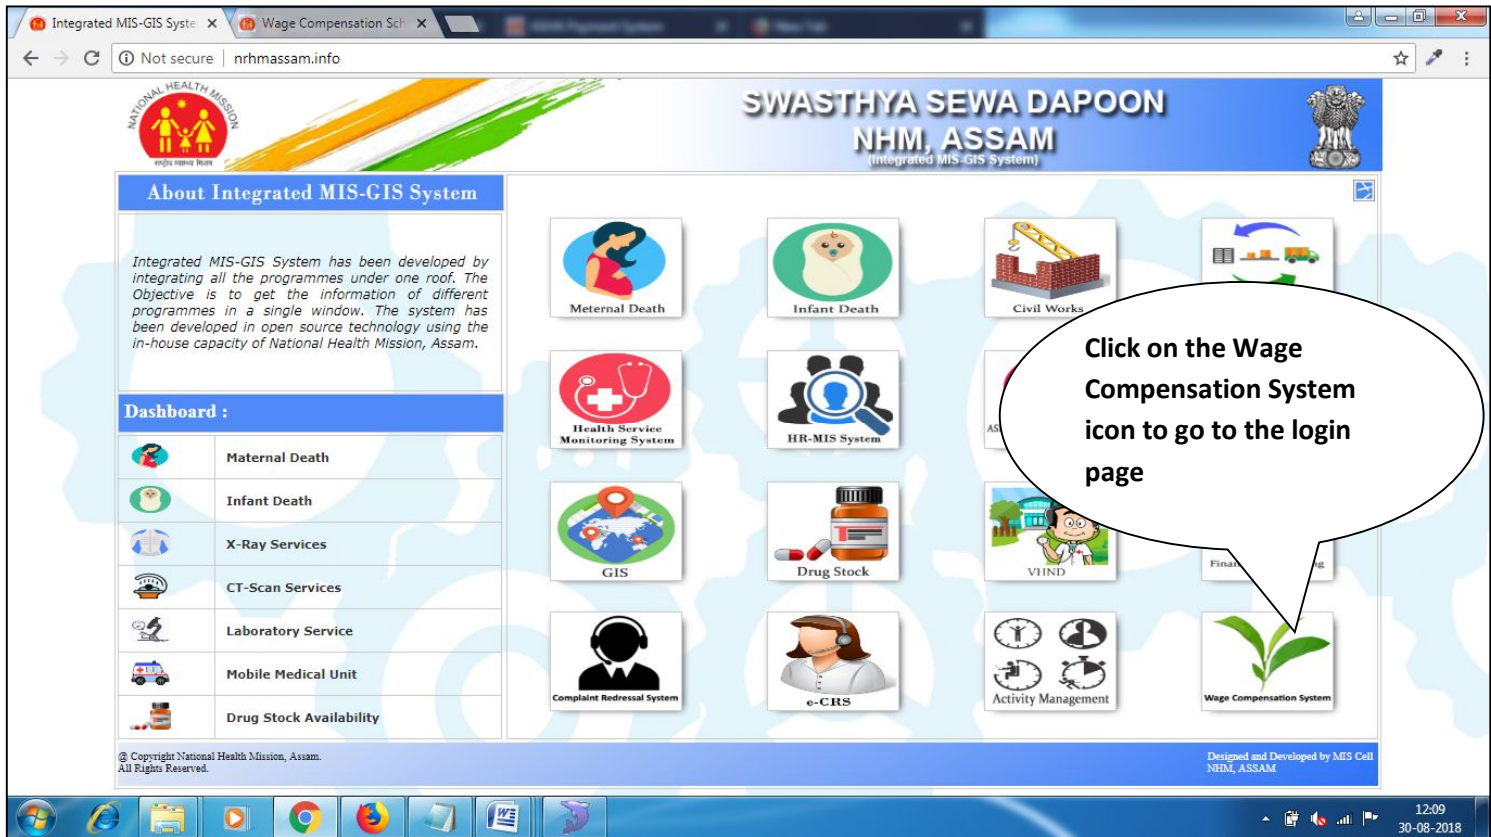 Integrated MIS-GIS Syste
Wage Compensation Sch
New Tab
Not secure | nrhmassam.info
NATIONAL HEALTH MISSION
राष्ट्रीय स्वास्थ्य मिशन
SWASTHYA SEWA DAPOON
NHM, ASSAM
(Integrated MIS-GIS System)
About Integrated MIS-GIS System
Integrated MIS-GIS System has been developed by
integrating all the programmes under one roof. The
Objective is to get the information of different
programmes in a single window. The system has
been developed in open source technology using the
in-house capacity of National Health Mission, Assam.
Dashboard :
Maternal Death
Infant Death
X-Ray Services
CT-Scan Services
Laboratory Service
Mobile Medical Unit
Drug Stock Availability
Meternal Death
Infant Death
Civil Works
Health Service
Monitoring System
HR-MIS System
GIS
Drug Stock
VHND
Complaint Redressal System
e-CRS
Activity Management
Wage Compensation System
Click on the Wage
Compensation System
icon to go to the login
page
@ Copyright National Health Mission, Assam.
All Rights Reserved.
Designed and Developed by MIS Cell
NHM, ASSAM
12:09
30-08-2018